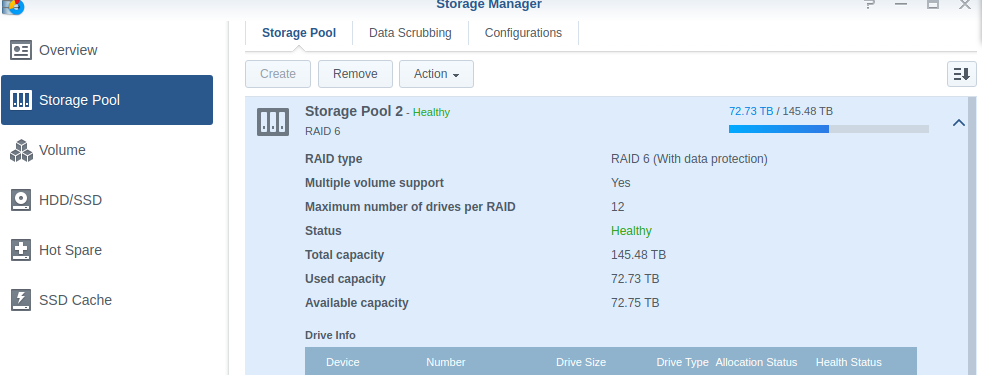 Storage Manager
Overview
Storage Pool
Volume
HDD/SSD
Hot Spare
SSD Cache
Storage Pool Data Scrubbing Configurations
Create Remove Action
Storage Pool 2 - Healthy 72.73 TB / 145.48 TB
RAID 6
RAID type RAID 6 (With data protection)
Multiple volume support Yes
Maximum number of drives per RAID 12
Status Healthy
Total capacity 145.48 TB
Used capacity 72.73 TB
Available capacity 72.75 TB
Drive Info
Device Number Drive Size Drive Type Allocation Status Health Status